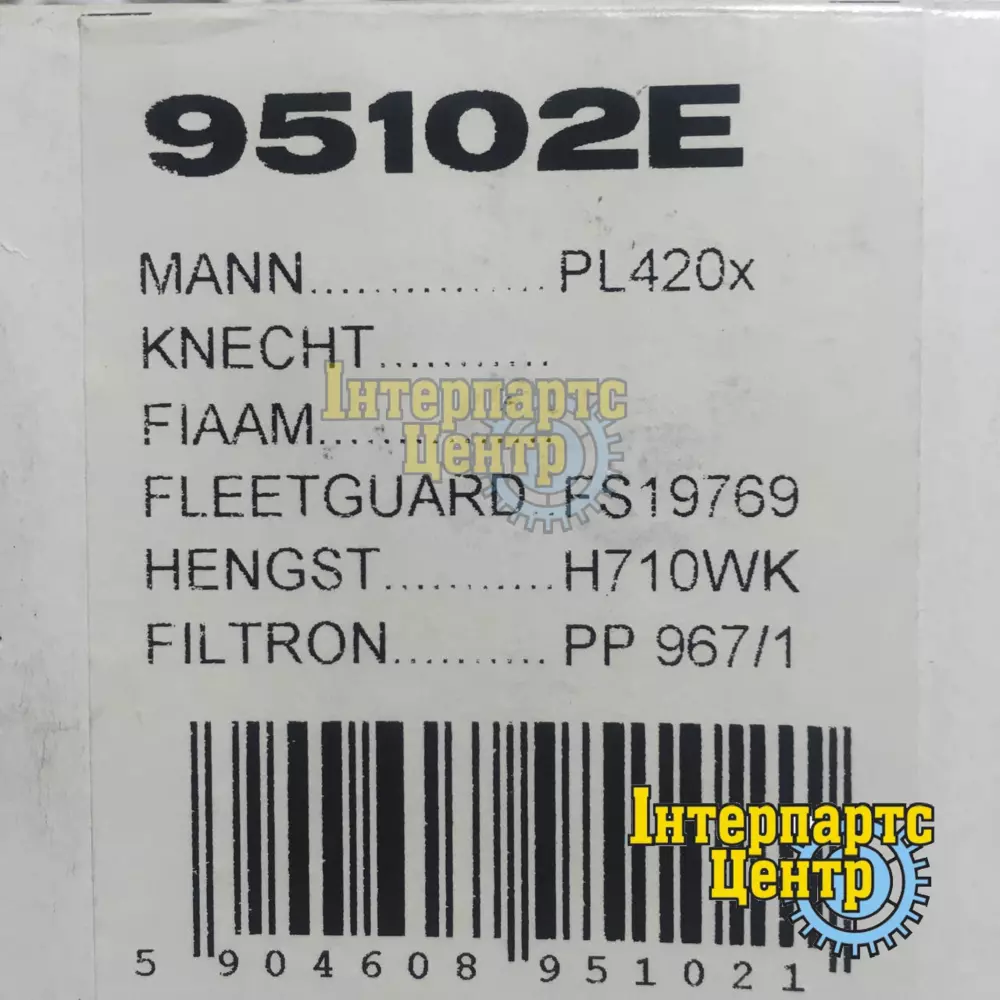 95102E
MANN............... PL420x
KNECHT...........
FIAAM...............
Інтерпартс
Центр
FLEETGUARD..FS19769
HENGST........... H710WK
FILTRON.......... PP 967/1
Інтерпартс
Центр
5 904608 951021